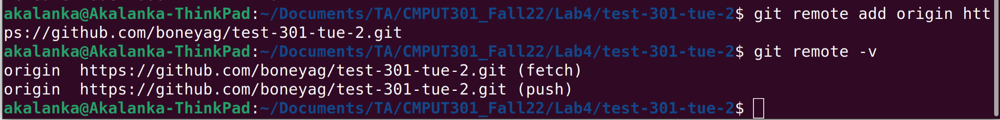 akalanka@Akalanka-ThinkPad:~/Documents/TA/CMPUT301_Fall22/Lab4/test-301-tue-2$ git remote add origin htt
ps://github.com/boneyag/test-301-tue-2.git
akalanka@Akalanka-ThinkPad:~/Documents/TA/CMPUT301_Fall22/Lab4/test-301-tue-2$ git remote -v
origin  https://github.com/boneyag/test-301-tue-2.git (fetch)
origin  https://github.com/boneyag/test-301-tue-2.git (push)
akalanka@Akalanka-ThinkPad:~/Documents/TA/CMPUT301_Fall22/Lab4/test-301-tue-2$